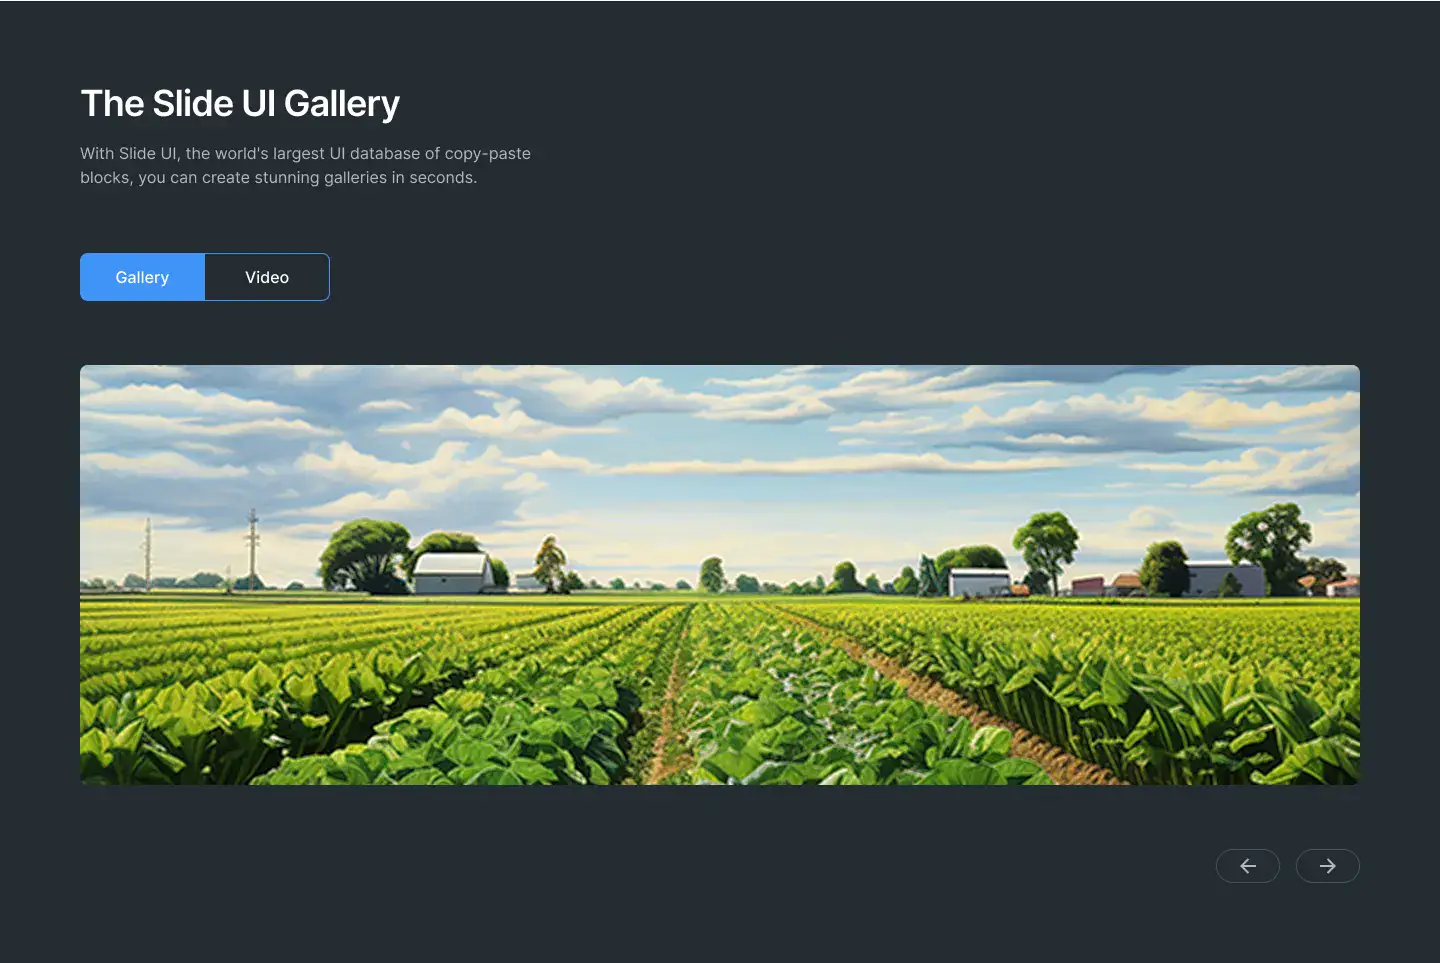 The Slide UI Gallery
With Slide UI, the world's largest UI database of copy-paste
blocks, you can create stunning galleries in seconds.
Gallery
Video